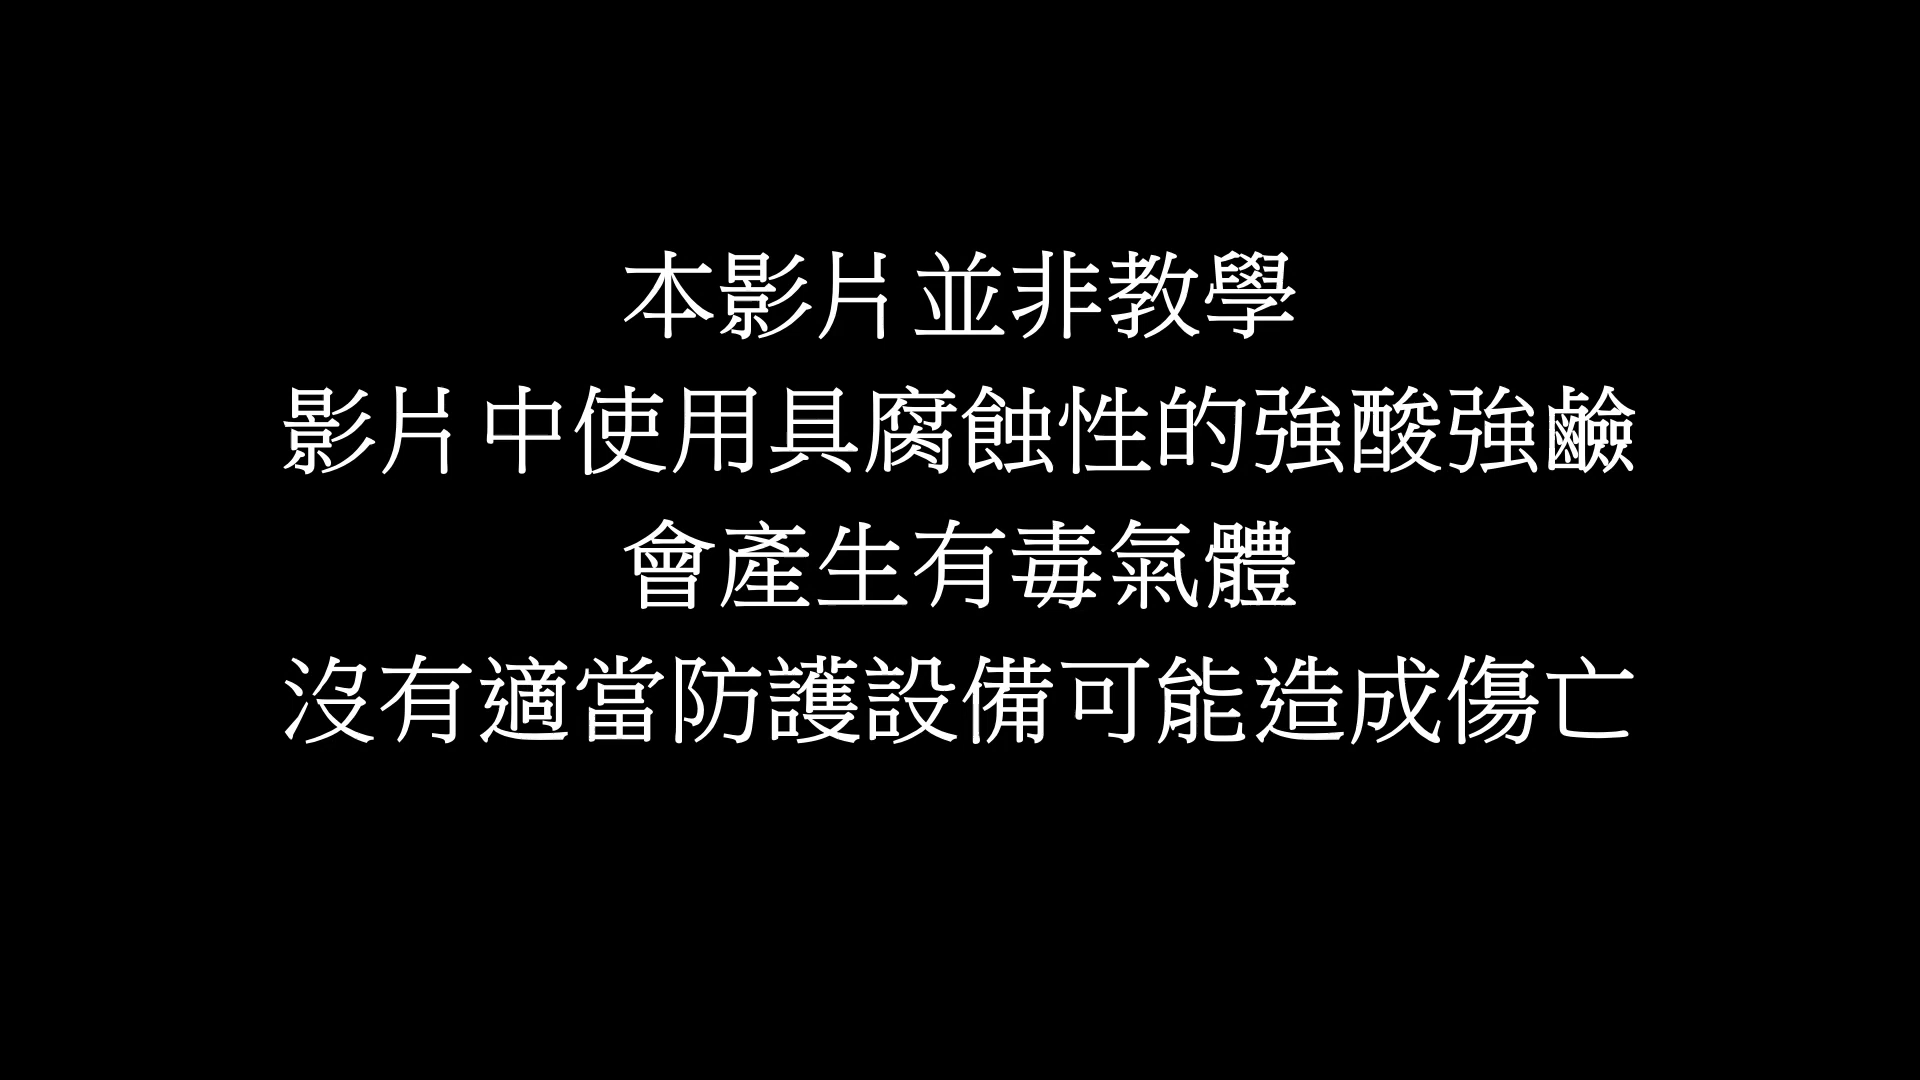 本影片並非教學
影片中使用具腐蝕性的強酸強鹼
會產生有毒氣體
沒有適當防護設備可能造成傷亡